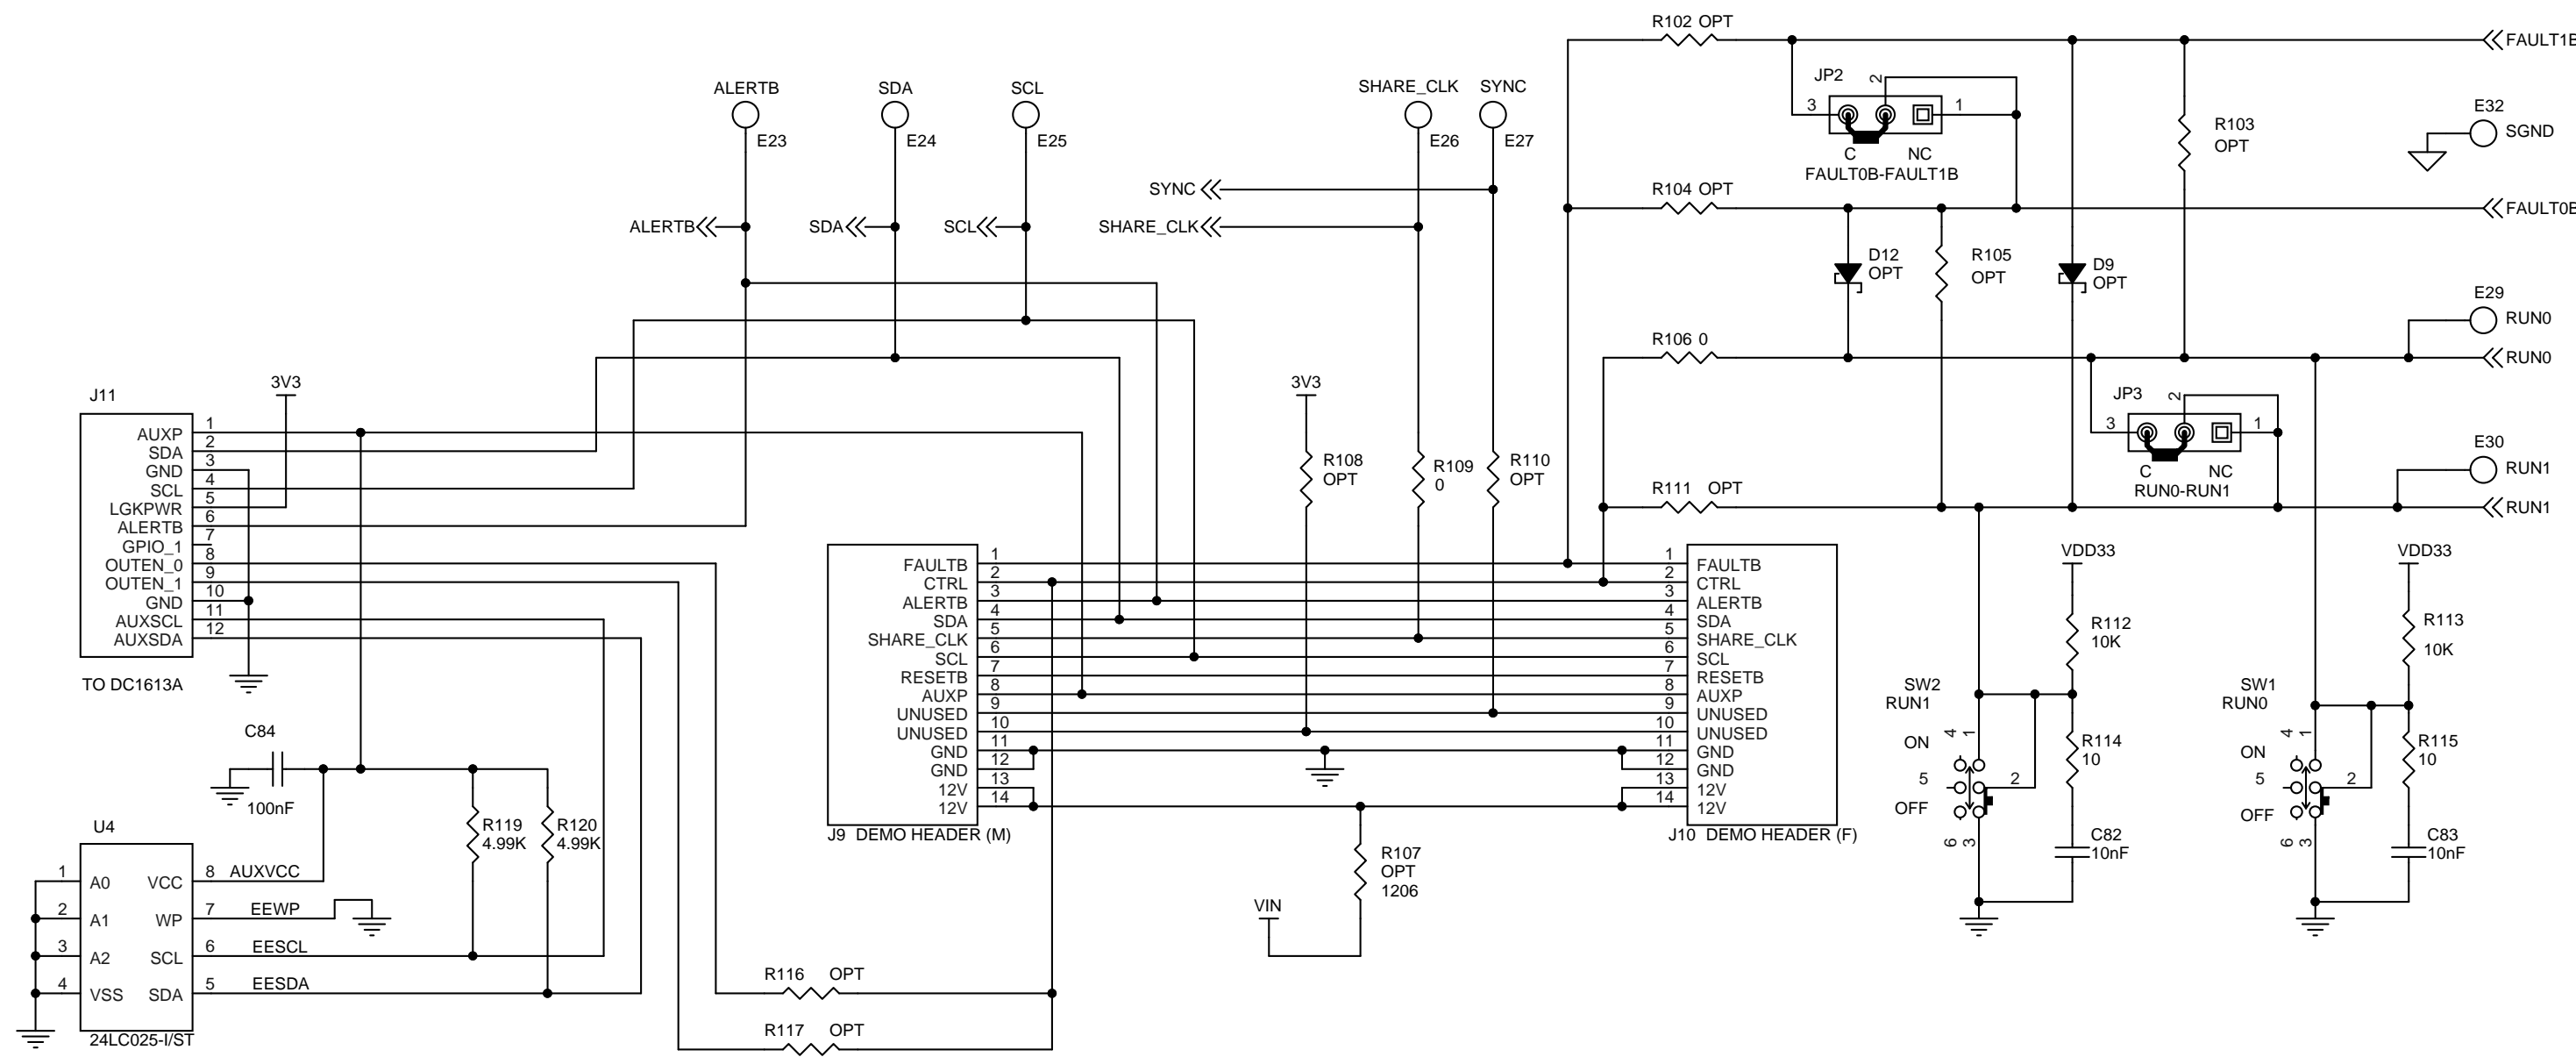 R102 OPT
FAULT1B
JP2
2
3
1
C
NC
FAULT0B-FAULT1B
R103
OPT
E32
SGND
ALERTB
E23
SDA
E24
SCL
E25
SHARE_CLK
E26
SYNC
E27
SYNC
ALERTB
SDA
SCL
SHARE_CLK
R104 OPT
FAULT0B
D12
OPT
R105
OPT
D9
OPT
E29
RUN0
R106 0
RUN0
JP3
2
3
1
C
NC
RUN0-RUN1
E30
RUN1
R111 OPT
RUN1
J11
3V3
AUXP 1
SDA 2
GND 3
SCL 4
LGKPWR 5
ALERTB 6
GPIO_1 7
OUTEN_0 8
OUTEN_1 9
GND 10
AUXSCL 11
AUXSDA 12
TO DC1613A
3V3
R108
OPT
R109
0
R110
OPT
FAULTB 1
CTRL 2
ALERTB 3
SDA 4
SHARE_CLK 5
SCL 6
RESETB 7
AUXP 8
UNUSED 9
UNUSED 10
GND 11
GND 12
12V 13
12V 14
J9 DEMO HEADER (M)
1 FAULTB
2 CTRL
3 ALERTB
4 SDA
5 SHARE_CLK
6 SCL
7 RESETB
8 AUXP
9 UNUSED
10 UNUSED
11 GND
12 GND
13 12V
14 12V
J10 DEMO HEADER (F)
R107
OPT
1206
VIN
VDD33
R112
10K
SW2
RUN1
4
1
ON
5
2
OFF
6
3
R114
10
C82
10nF
VDD33
R113
10K
SW1
RUN0
4
1
ON
5
2
OFF
6
3
R115
10
C83
10nF
C84
100nF
R119
4.99K
R120
4.99K
U4
1 A0
2 A1
3 A2
4 VSS
VCC 8 AUXVCC
WP 7 EEWP
SCL 6 EESCL
SDA 5 EESDA
24LC025-I/ST
R116 OPT
R117 OPT